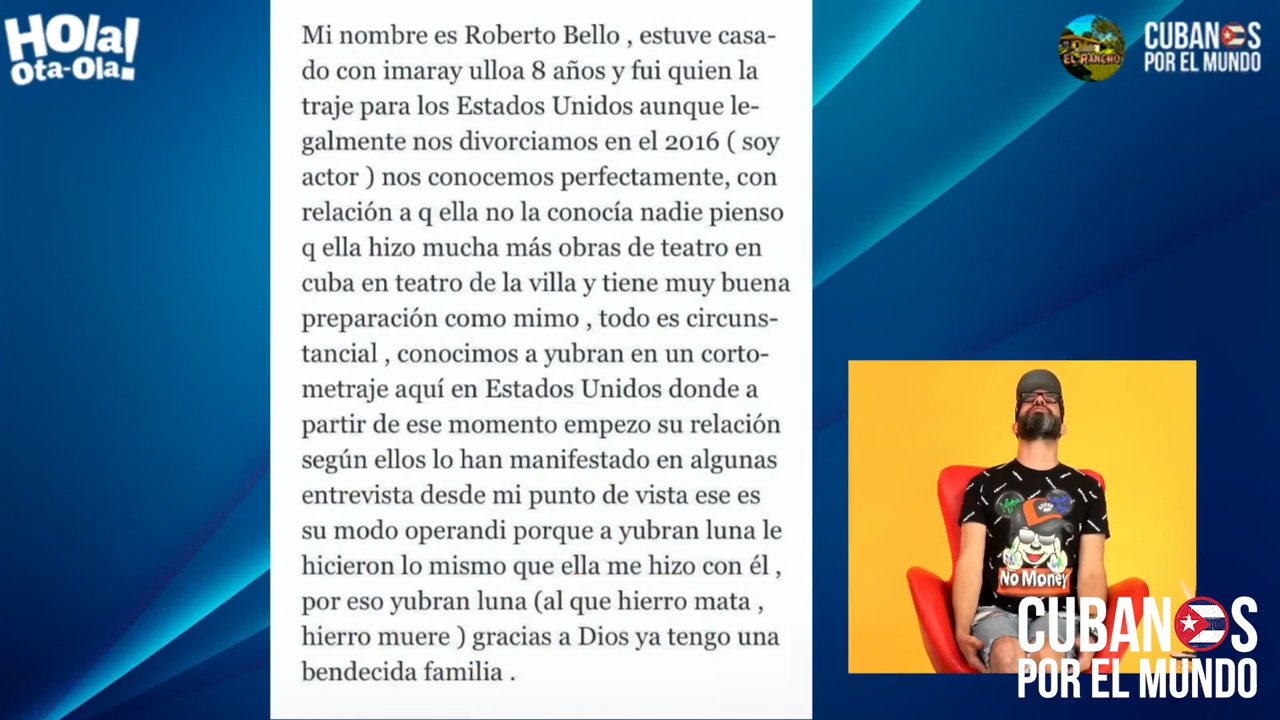 HOla!
Ota-Ola!
EL RANCHO
CUBANOS
POR EL MUNDO
Mi nombre es Roberto Bello , estuve casa-
do con imaray ulloa 8 años y fui quien la
traje para los Estados Unidos aunque le-
galmente nos divorciamos en el 2016 ( soy
actor ) nos conocemos perfectamente, con
relación a q ella no la conocía nadie pienso
q ella hizo mucha más obras de teatro en
cuba en teatro de la villa y tiene muy buena
preparación como mimo , todo es circuns-
tancial , conocimos a yubran en un corto-
metraje aquí en Estados Unidos donde a
partir de ese momento empezo su relación
según ellos lo han manifestado en algunas
entrevista desde mi punto de vista ese es
su modo operandi porque a yubran luna le
hicieron lo mismo que ella me hizo con él ,
por eso yubran luna (al que hierro mata ,
hierro muere ) gracias a Dios ya tengo una
bendecida familia .
No Money
CUBANOS
POR EL MUNDO